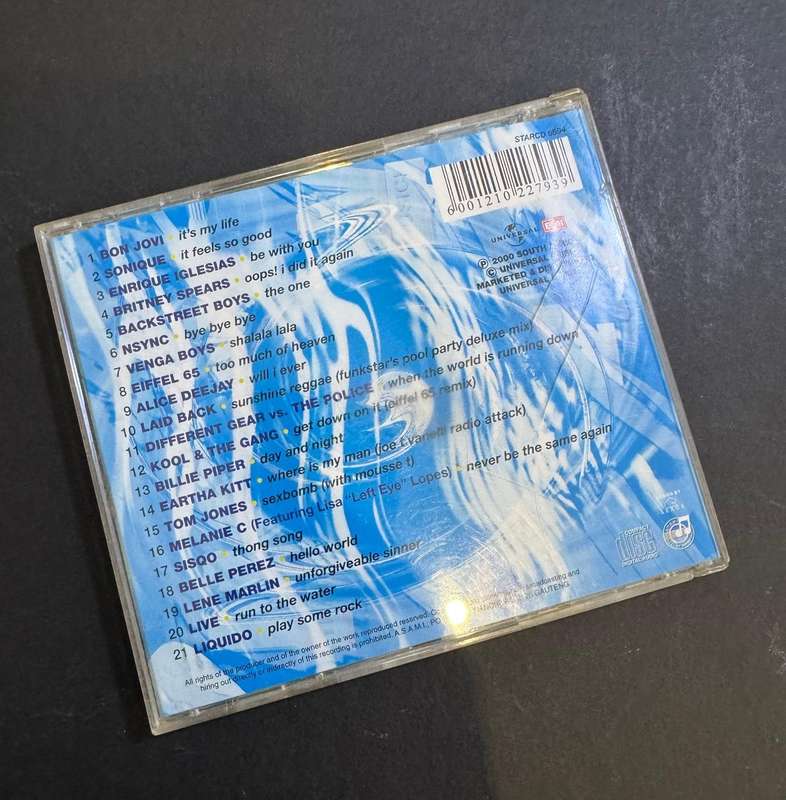 STARCD 6594
6 001210 227939
1 BON JOVI • it's my life
2 SONIQUE • it feels so good
3 ENRIQUE IGLESIAS • be with you
4 BRITNEY SPEARS • oops! i did it again
5 BACKSTREET BOYS • the one
6 NSYNC • bye bye bye
7 VENGA BOYS • shalala lala
8 EIFFEL 65 • too much of heaven
9 ALICE DEEJAY • will i ever
10 LAID BACK • sunshine reggae (funkstar's pool party deluxe mix)
11 DIFFERENT GEAR vs. THE POLICE • when the world is running down
12 KOOL & THE GANG • get down on it (eiffel 65 remix)
13 BILLIE PIPER • day and night
14 EARTHA KITT • where is my man (joe t vanelli radio attack)
15 TOM JONES • sexbomb (with mousse t)
16 MELANIE C (Featuring Lisa "Left Eye" Lopes) • never be the same again
17 SISQO • thong song
18 BELLE PEREZ • hello world
19 LENE MARLIN • unforgiveable sinner
20 LIVE • run to the water
21 LIQUIDO • play some rock
UNIVERSAL EMI
℗ 2000 SOUTH
© UNIVERSAL
MARKETED &
UNIVERSAL
COMPACT
disc
DIGITAL AUDIO
All rights of the producer and of the owner of the work reproduced reserved. broadcasting and
hiring out directly or indirectly of this recording is prohibited. A.S.A.M.I., GAUTENG